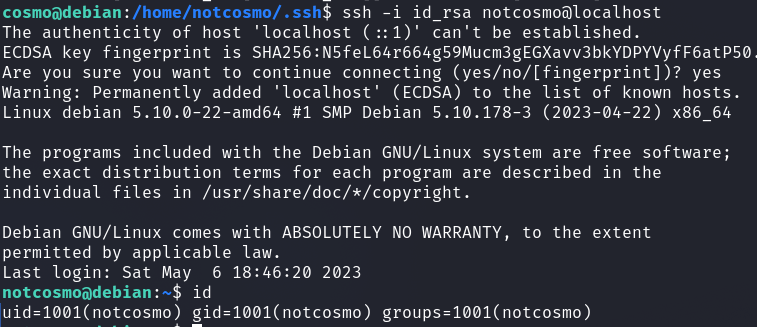 cosmo@debian:/home/notcosmo/.ssh$ ssh -i id_rsa notcosmo@localhost
The authenticity of host 'localhost (::1)' can't be established.
ECDSA key fingerprint is SHA256:N5feL64r664g59Mucm3gEGXavv3bkYDPYVyfF6atP50.
Are you sure you want to continue connecting (yes/no/[fingerprint])? yes
Warning: Permanently added 'localhost' (ECDSA) to the list of known hosts.
Linux debian 5.10.0-22-amd64 #1 SMP Debian 5.10.178-3 (2023-04-22) x86_64

The programs included with the Debian GNU/Linux system are free software;
the exact distribution terms for each program are described in the
individual files in /usr/share/doc/*/copyright.

Debian GNU/Linux comes with ABSOLUTELY NO WARRANTY, to the extent
permitted by applicable law.
Last login: Sat May  6 18:46:20 2023
notcosmo@debian:~$ id
uid=1001(notcosmo) gid=1001(notcosmo) groups=1001(notcosmo)
notcosmo@debian:~$